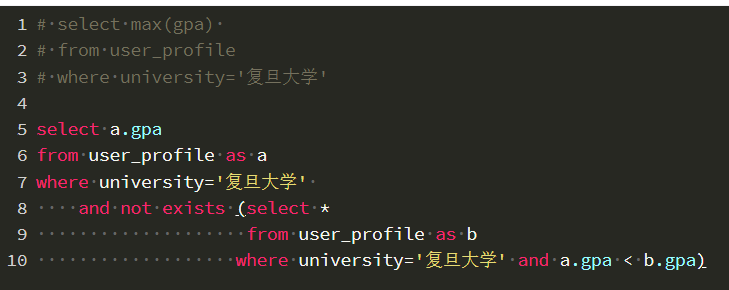 1 # select max(gpa)
2 # from user_profile
3 # where university='复旦大学'
4
5 select a.gpa
6 from user_profile as a
7 where university='复旦大学'
8     and not exists (select *
9                     from user_profile as b
10                    where university='复旦大学' and a.gpa < b.gpa)